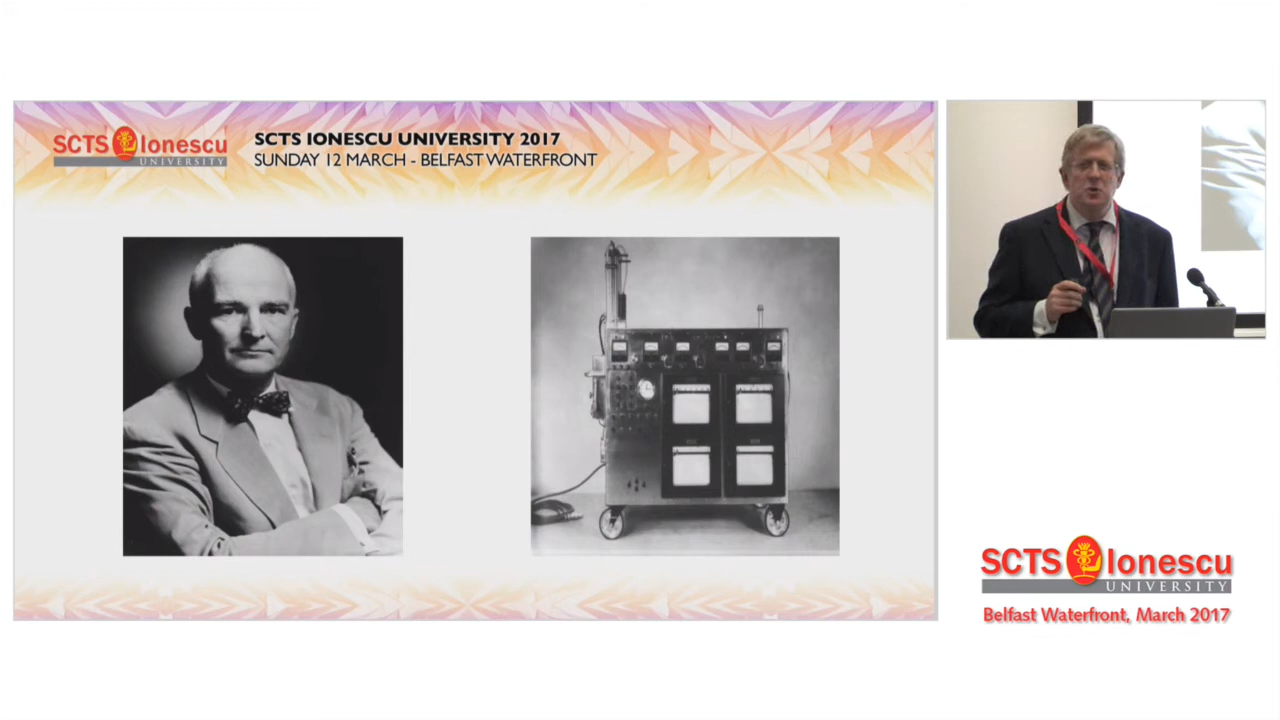 SCTS Ionescu
UNIVERSITY
SCTS IONESCU UNIVERSITY 2017
SUNDAY 12 MARCH - BELFAST WATERFRONT
SCTS Ionescu
UNIVERSITY
Belfast Waterfront, March 2017